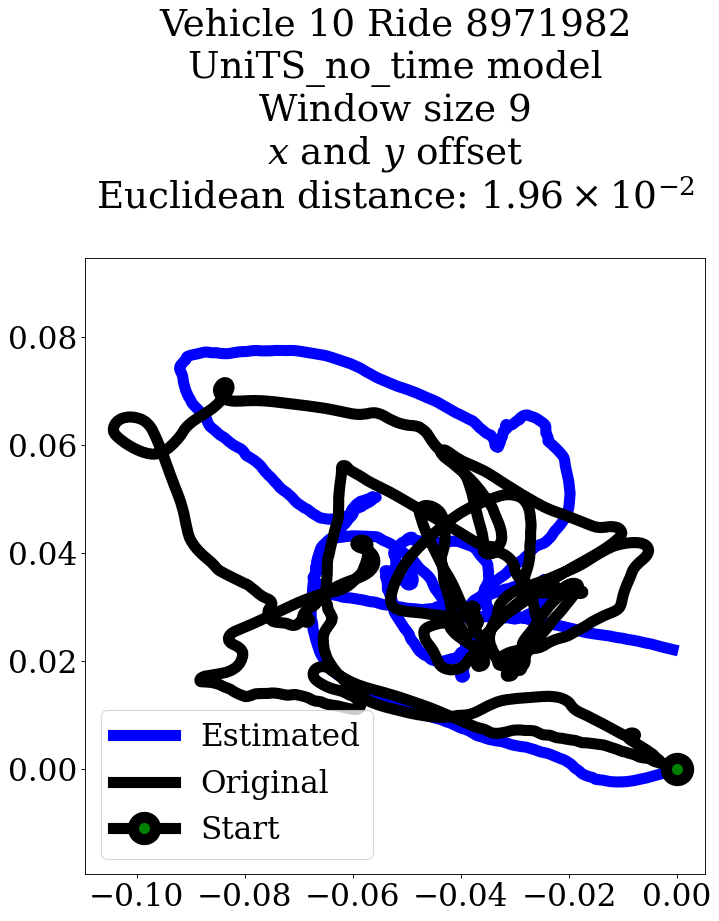 Vehicle 10 Ride 8971982
UniTS_no_time model
Window size 9
x and y offset
Euclidean distance: 1.96 × 10⁻²
0.08
0.06
0.04
0.02
0.00
Estimated
Original
Start
−0.10 −0.08 −0.06 −0.04 −0.02 0.00